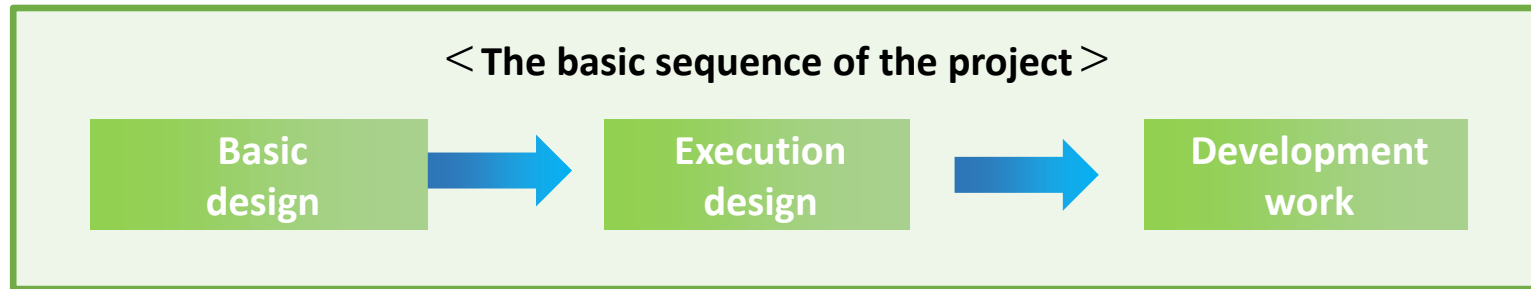 ＜The basic sequence of the project＞
Basic
design
Execution
design
Development
work